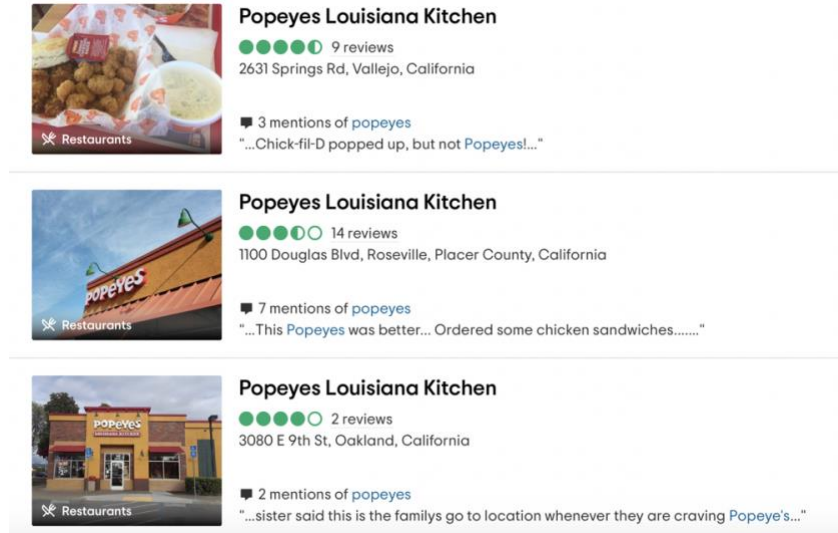 Popeyes Louisiana Kitchen
9 reviews
2631 Springs Rd, Vallejo, California
3 mentions of popeyes
"...Chick-fil-D popped up, but not Popeyes!..."
Restaurants
Popeyes Louisiana Kitchen
14 reviews
1100 Douglas Blvd, Roseville, Placer County, California
POPEYES
7 mentions of popeyes
"...This Popeyes was better... Ordered some chicken sandwiches......."
Restaurants
Popeyes Louisiana Kitchen
2 reviews
3080 E 9th St, Oakland, California
POPEYES
LOUISIANA KITCHEN
2 mentions of popeyes
"...sister said this is the familys go to location whenever they are craving Popeye's..."
Restaurants